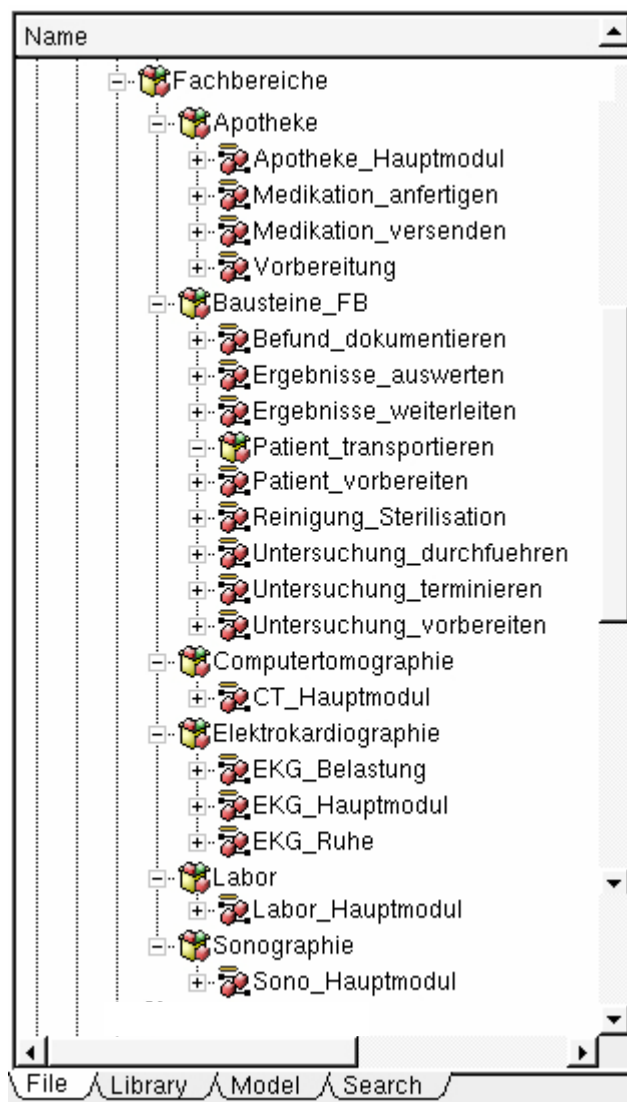 Name
Fachbereiche
Apotheke
Apotheke_Hauptmodul
Medikation_anfertigen
Medikation_versenden
Vorbereitung
Bausteine_FB
Befund_dokumentieren
Ergebnisse_auswerten
Ergebnisse_weiterleiten
Patient_transportieren
Patient_vorbereiten
Reinigung_Sterilisation
Untersuchung_durchfuehren
Untersuchung_terminieren
Untersuchung_vorbereiten
Computertomographie
CT_Hauptmodul
Elektrokardiographie
EKG_Belastung
EKG_Hauptmodul
EKG_Ruhe
Labor
Labor_Hauptmodul
Sonographie
Sono_Hauptmodul
File Library Model Search